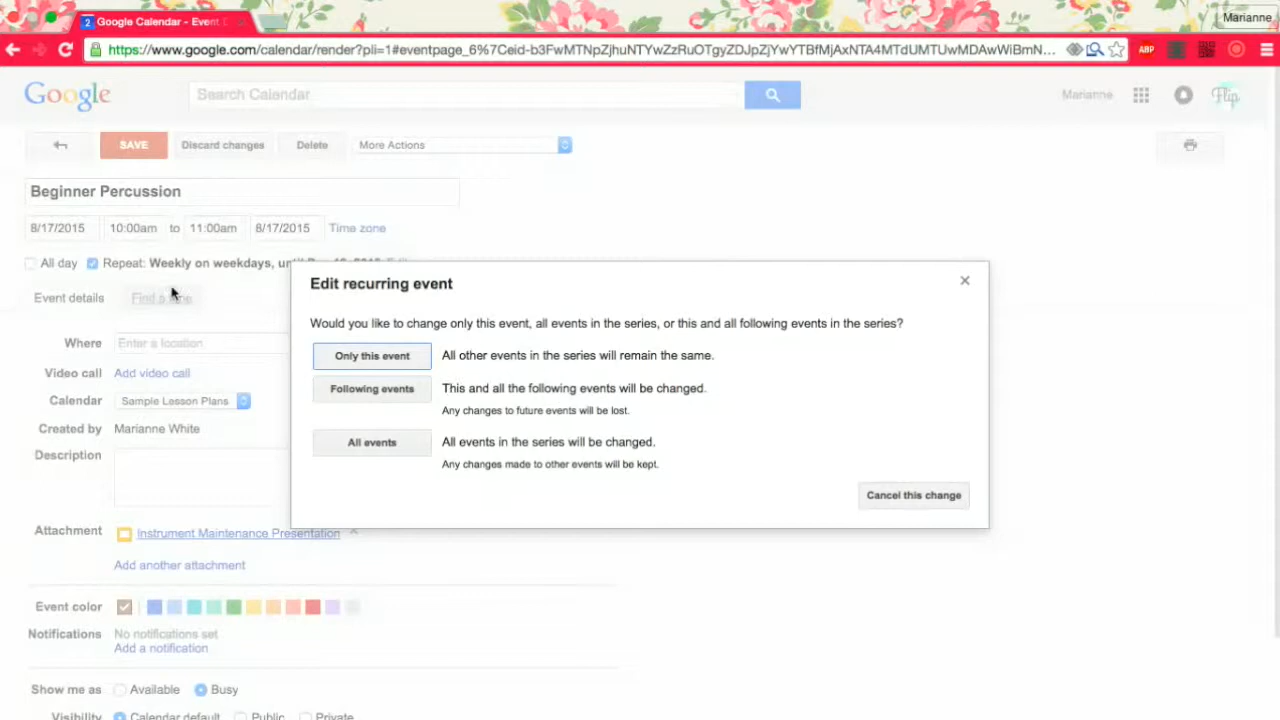 Google Calendar - Event
Marianne
https://www.google.com/calendar/render?pli=1#eventpage_6%7Ceid-b3FwMTNpZjhuNTYwZzRuOTgyZDJpZjYwYTBfMjAxNTA4MTdUMTUwMDAwWiBmN...
ABP
Google
Search Calendar
Marianne
Flip
SAVE
Discard changes
Delete
More Actions
Beginner Percussion
8/17/2015 10:00am to 11:00am 8/17/2015 Time zone
All day Repeat: Weekly on weekdays,
Event details
Edit recurring event
Would you like to change only this event, all events in the series, or this and all following events in the series?
Only this event All other events in the series will remain the same.
Following events This and all the following events will be changed.
Any changes to future events will be lost.
All events All events in the series will be changed.
Any changes made to other events will be kept.
Cancel this change
Where Enter a location
Video call Add video call
Calendar Sample Lesson Plans
Created by Marianne White
Description
Attachment Instrument Maintenance Presentation
Add another attachment
Event color
Notifications No notifications set
Add a notification
Show me as Available Busy
Visibility Calendar default Public Private